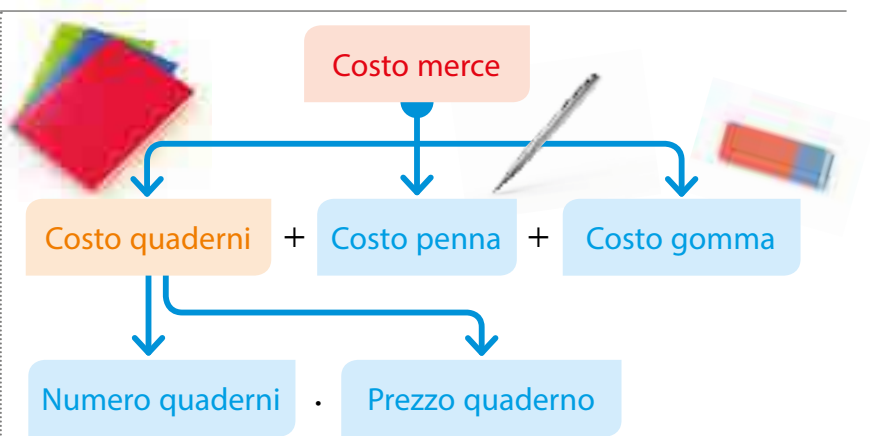 Costo merce
Costo quaderni + Costo penna + Costo gomma
Numero quaderni · Prezzo quaderno